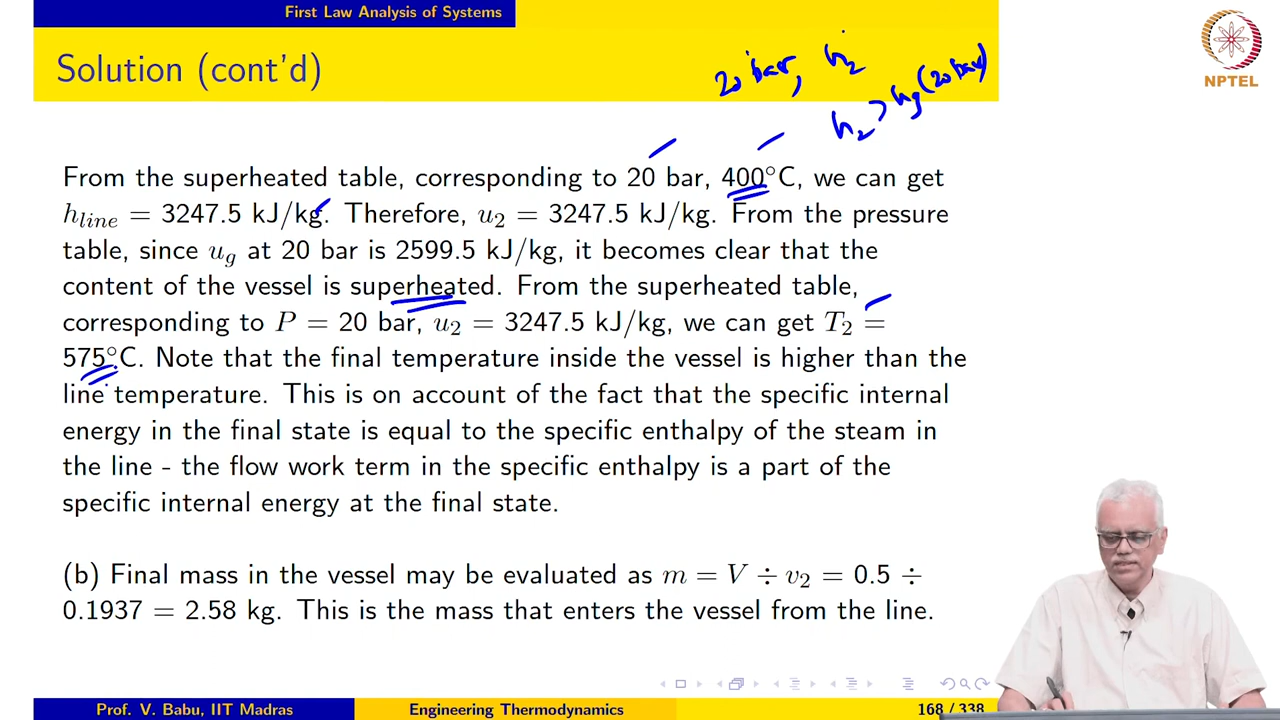 First Law Analysis of Systems
Solution (cont'd)
20 bar, h₂
h₂ > hg (20 bar)
NPTEL
From the superheated table, corresponding to 20 bar, 400°C, we can get
h_line = 3247.5 kJ/kg. Therefore, u₂ = 3247.5 kJ/kg. From the pressure
table, since u_g at 20 bar is 2599.5 kJ/kg, it becomes clear that the
content of the vessel is superheated. From the superheated table,
corresponding to P = 20 bar, u₂ = 3247.5 kJ/kg, we can get T₂ =
575°C. Note that the final temperature inside the vessel is higher than the
line temperature. This is on account of the fact that the specific internal
energy in the final state is equal to the specific enthalpy of the steam in
the line - the flow work term in the specific enthalpy is a part of the
specific internal energy at the final state.
(b) Final mass in the vessel may be evaluated as m = V ÷ v₂ = 0.5 ÷
0.1937 = 2.58 kg. This is the mass that enters the vessel from the line.
Prof. V. Babu, IIT Madras
Engineering Thermodynamics
168 / 338